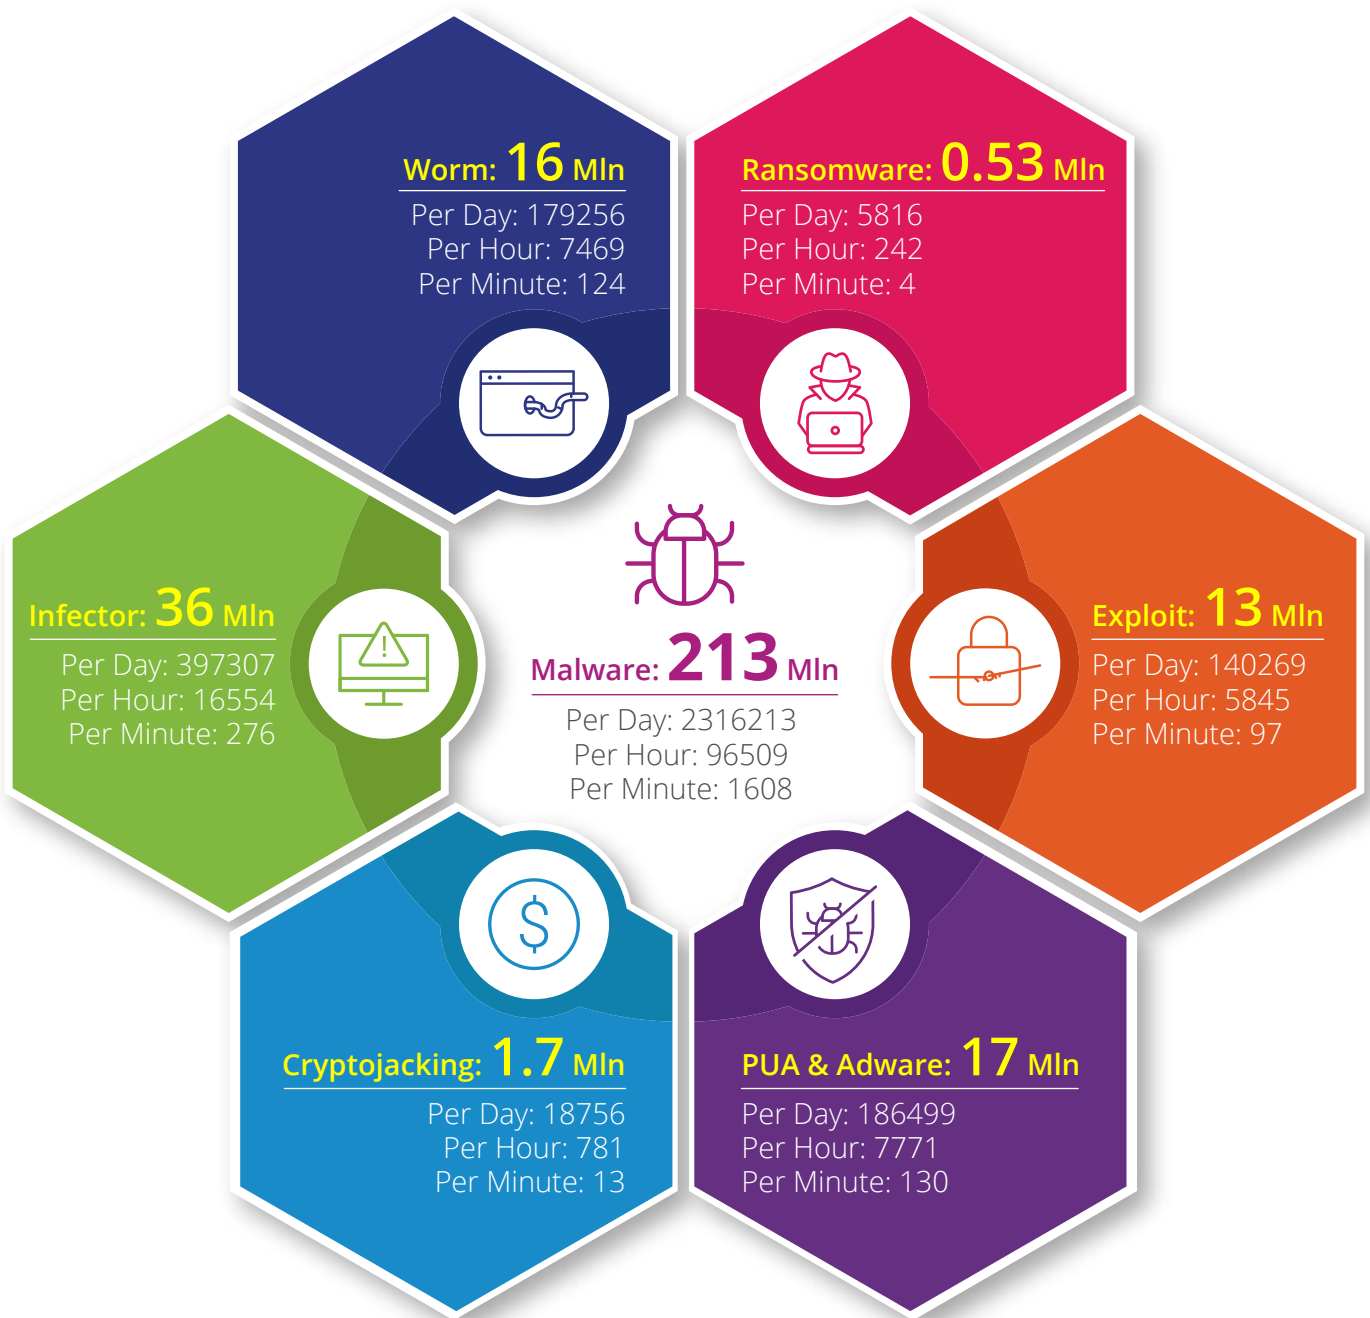 Worm: 16 Mln
Per Day: 179256
Per Hour: 7469
Per Minute: 124
Ransomware: 0.53 Mln
Per Day: 5816
Per Hour: 242
Per Minute: 4
Infector: 36 Mln
Per Day: 397307
Per Hour: 16554
Per Minute: 276
Malware: 213 Mln
Per Day: 2316213
Per Hour: 96509
Per Minute: 1608
Exploit: 13 Mln
Per Day: 140269
Per Hour: 5845
Per Minute: 97
Cryptojacking: 1.7 Mln
Per Day: 18756
Per Hour: 781
Per Minute: 13
PUA & Adware: 17 Mln
Per Day: 186499
Per Hour: 7771
Per Minute: 130